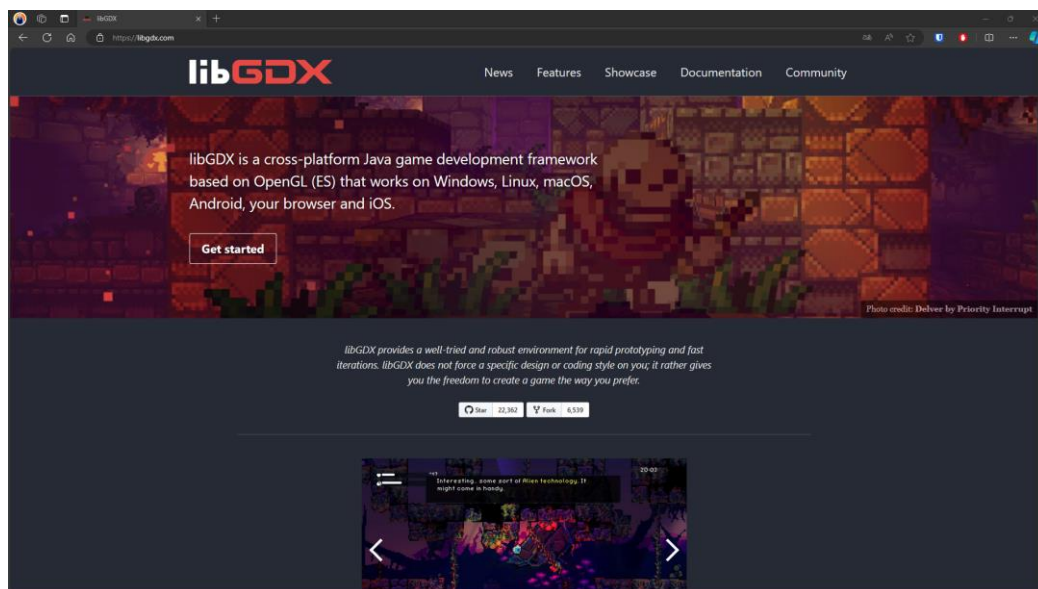 libGDX
https://libgdx.com
libGDX
News Features Showcase Documentation Community
libGDX is a cross-platform Java game development framework
based on OpenGL (ES) that works on Windows, Linux, macOS,
Android, your browser and iOS.
Get started
Photo credit: Delver by Priority Interrupt
libGDX provides a well-tried and robust environment for rapid prototyping and fast
iterations. libGDX does not force a specific design or coding style on you; it rather gives
you the freedom to create a game the way you prefer.
Star 22,362 Fork 6,539
20:03
Interesting.. some sort of Alien technology. It
might come in handy.